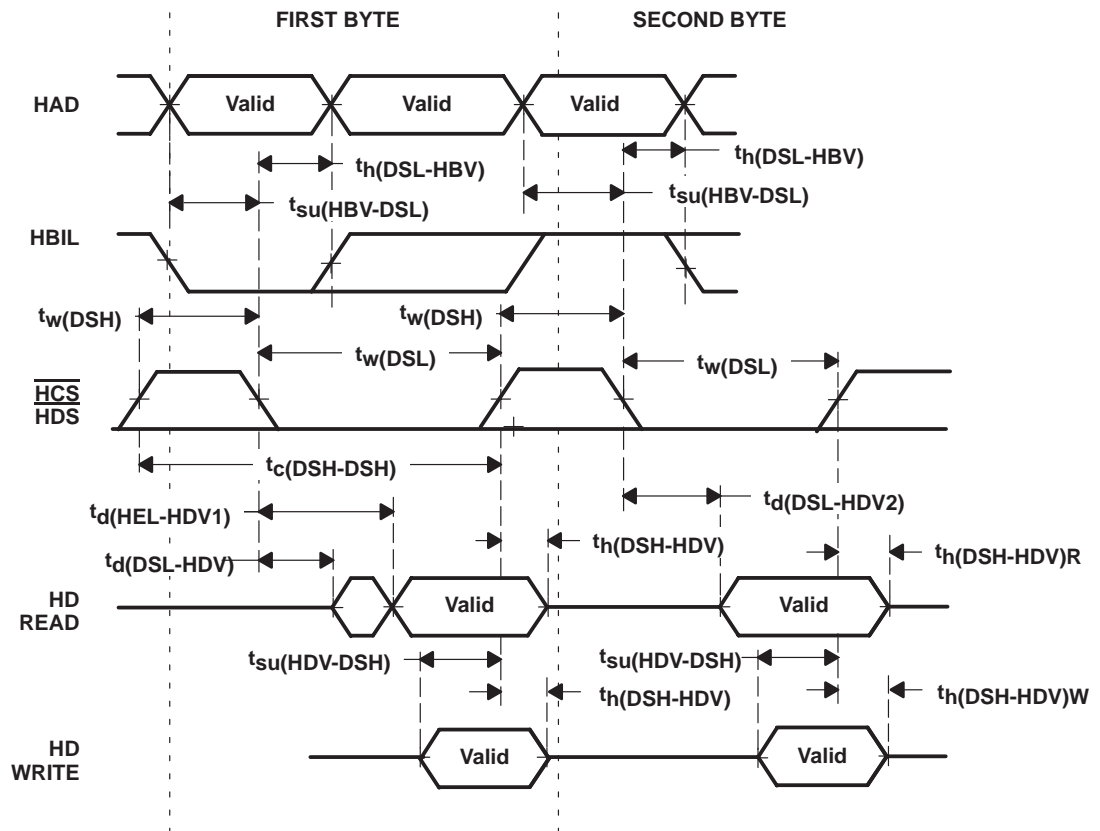 FIRST BYTE SECOND BYTE
HAD Valid Valid Valid
th(DSL-HBV) th(DSL-HBV)
tsu(HBV-DSL) tsu(HBV-DSL)
HBIL
tw(DSH) tw(DSH)
tw(DSL) tw(DSL)
HCS
HDS
tc(DSH-DSH)
td(HEL-HDV1) td(DSL-HDV2)
td(DSL-HDV) th(DSH-HDV) th(DSH-HDV)R
HD
READ Valid Valid
tsu(HDV-DSH) tsu(HDV-DSH)
th(DSH-HDV) th(DSH-HDV)W
HD
WRITE Valid Valid